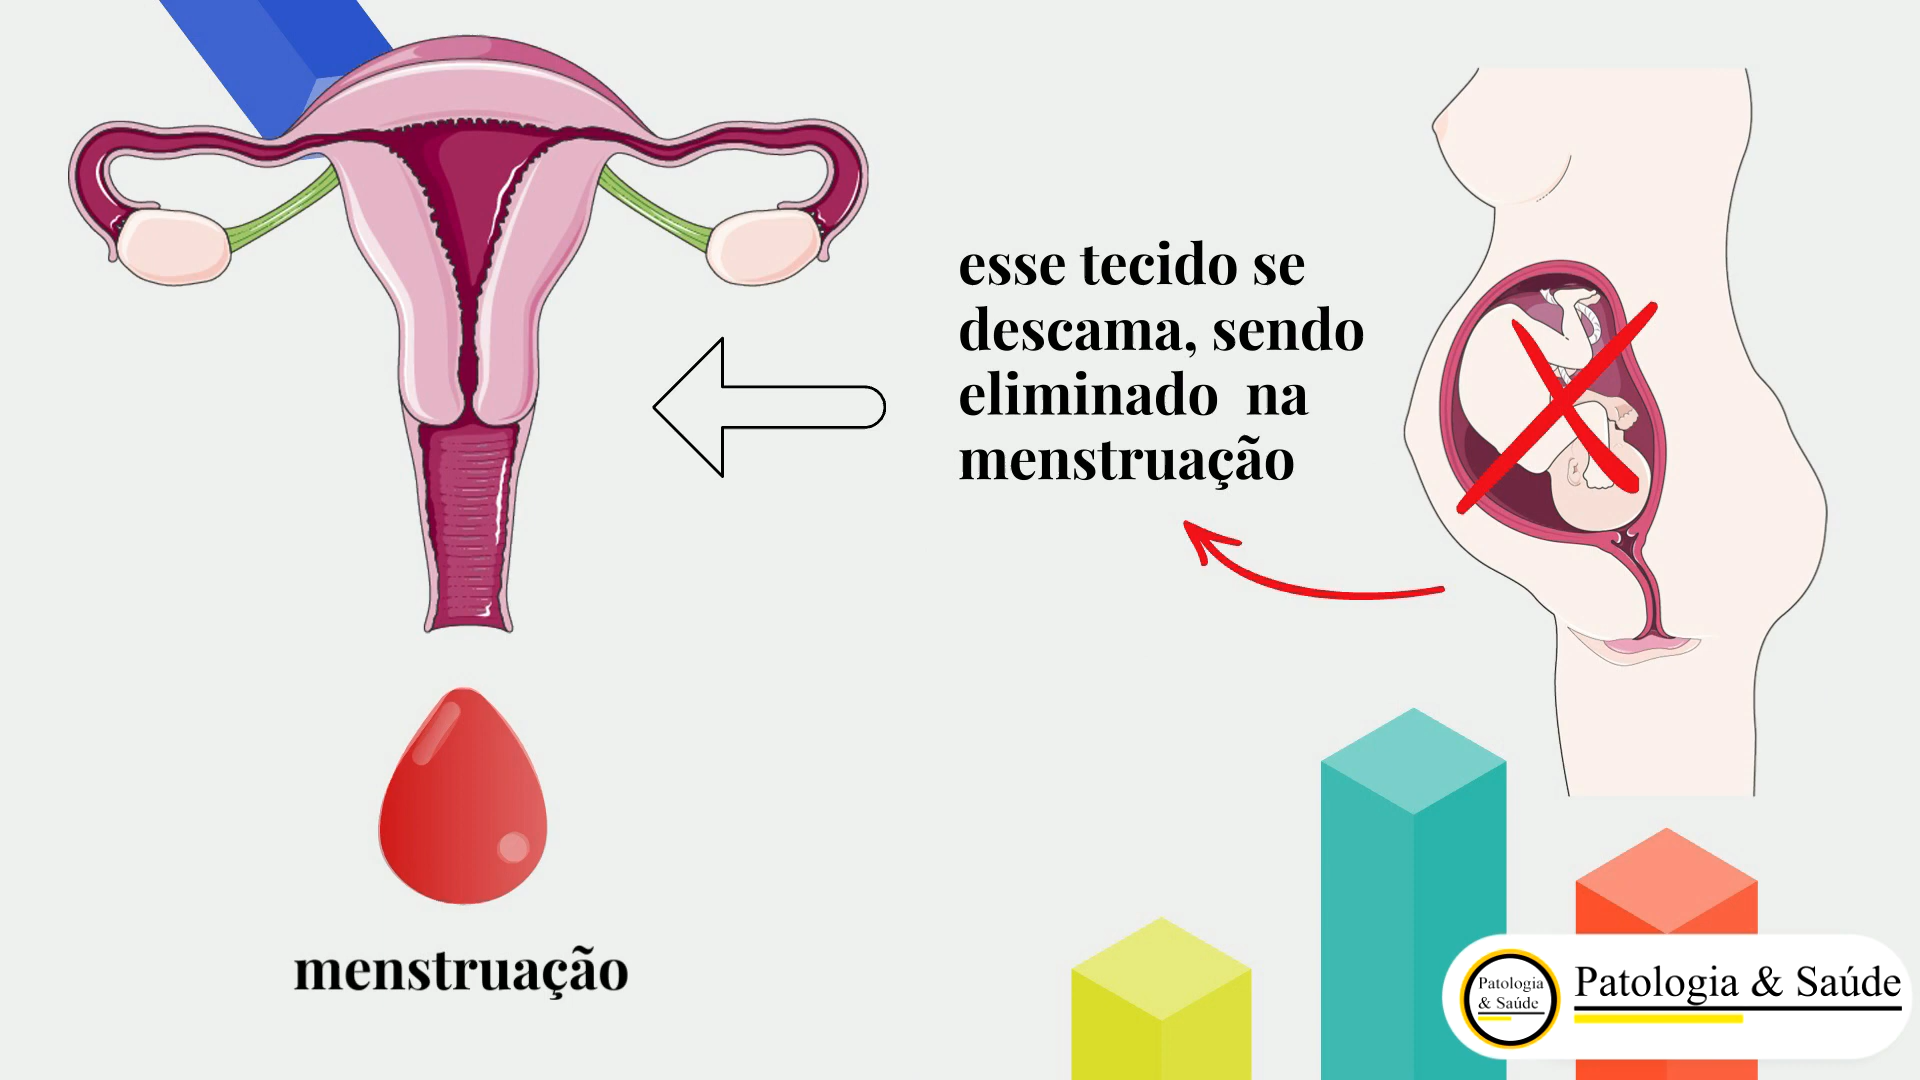 esse tecido se
descama, sendo
eliminado na
menstruação
menstruação
Patologia
& Saúde
Patologia & Saúde